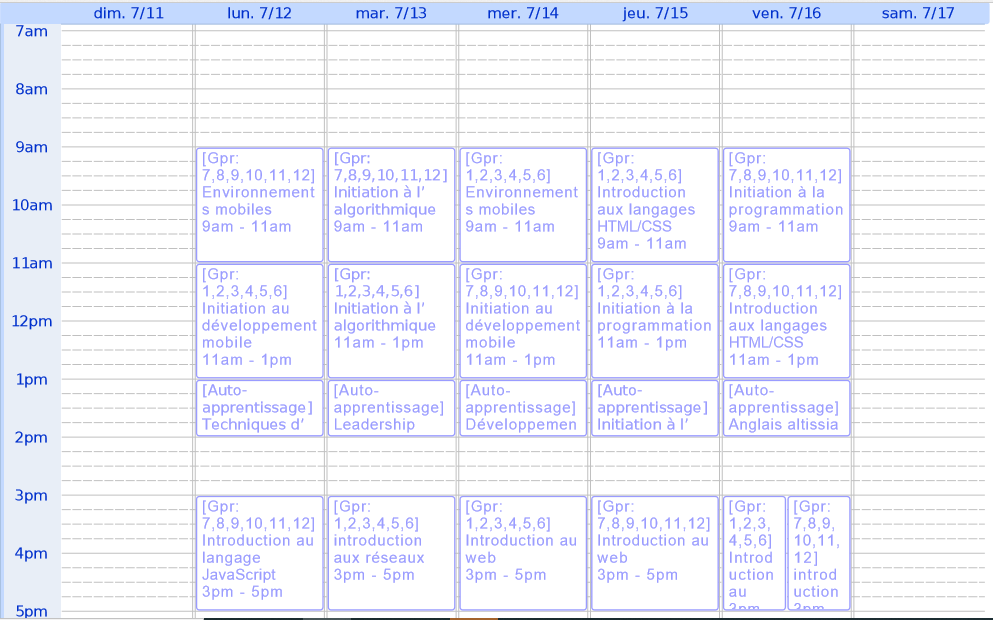 dim. 7/11
lun. 7/12
mar. 7/13
mer. 7/14
jeu. 7/15
ven. 7/16
sam. 7/17
7am
8am
9am
10am
11am
12pm
1pm
2pm
3pm
4pm
5pm
[Gpr:
7,8,9,10,11,12]
Environnement
s mobiles
9am - 11am
[Gpr:
1,2,3,4,5,6]
Initiation au
développement
mobile
11am - 1pm
[Auto-
apprentissage]
Techniques d’
[Gpr:
7,8,9,10,11,12]
Introduction au
langage
JavaScript
3pm - 5pm
[Gpr:
7,8,9,10,11,12]
Initiation à l’
algorithmique
9am - 11am
[Gpr:
1,2,3,4,5,6]
Initiation à l’
algorithmique
11am - 1pm
[Auto-
apprentissage]
Leadership
[Gpr:
1,2,3,4,5,6]
introduction
aux réseaux
3pm - 5pm
[Gpr:
1,2,3,4,5,6]
Environnement
s mobiles
9am - 11am
[Gpr:
7,8,9,10,11,12]
Initiation au
développement
mobile
11am - 1pm
[Auto-
apprentissage]
Développemen
[Gpr:
1,2,3,4,5,6]
Introduction au
web
3pm - 5pm
[Gpr:
1,2,3,4,5,6]
Introduction
aux langages
HTML/CSS
9am - 11am
[Gpr:
1,2,3,4,5,6]
Initiation à la
programmation
11am - 1pm
[Auto-
apprentissage]
Initiation à l’
[Gpr:
7,8,9,10,11,12]
Introduction au
web
3pm - 5pm
[Gpr:
7,8,9,10,11,12]
Initiation à la
programmation
9am - 11am
[Gpr:
7,8,9,10,11,12]
Introduction
aux langages
HTML/CSS
11am - 1pm
[Auto-
apprentissage]
Anglais altissia
[Gpr:
1,2,3,
4,5,6]
Introd
uction
au
3pm
[Gpr:
7,8,9,
10,11,
12]
introd
uction
3pm